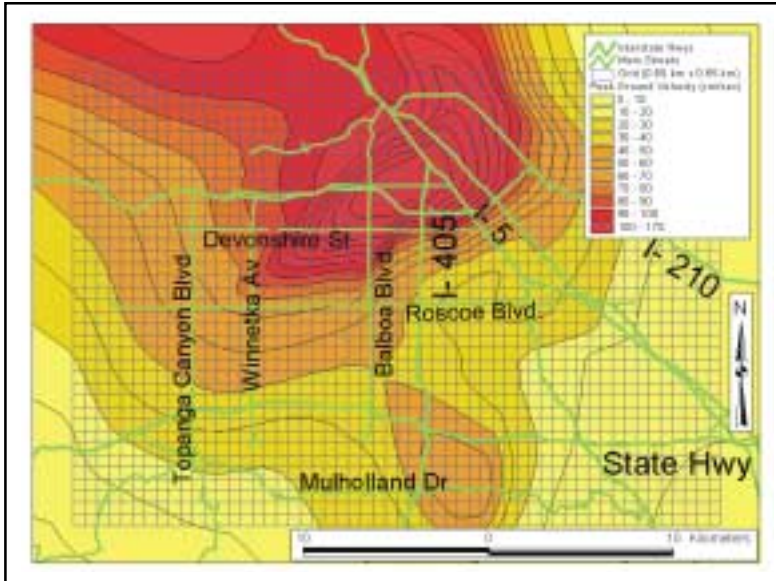 Interstate Hwys
Main Streets
Peak Ground Velocity (cm/sec)
0 - 10
10 - 20
20 - 30
30 - 40
40 - 50
50 - 60
60 - 70
70 - 80
80 - 90
90 - 100
100 - 170
I- 5
I- 405
I- 210
Devonshire St
Topanga Canyon Blvd
Winnetka Av
Balboa Blvd.
Roscoe Blvd.
N
State Hwy
Mulholland Dr
10 0 10 Kilometers